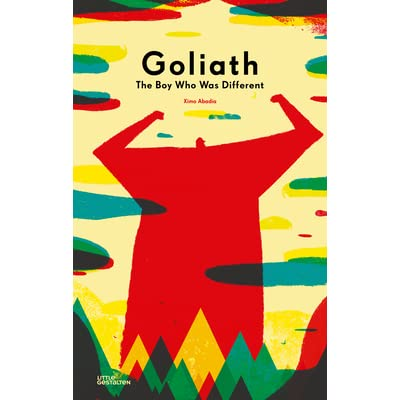 Goliath
The Boy Who Was Different
Ximo Abadía
LITTLE
GESTALTEN